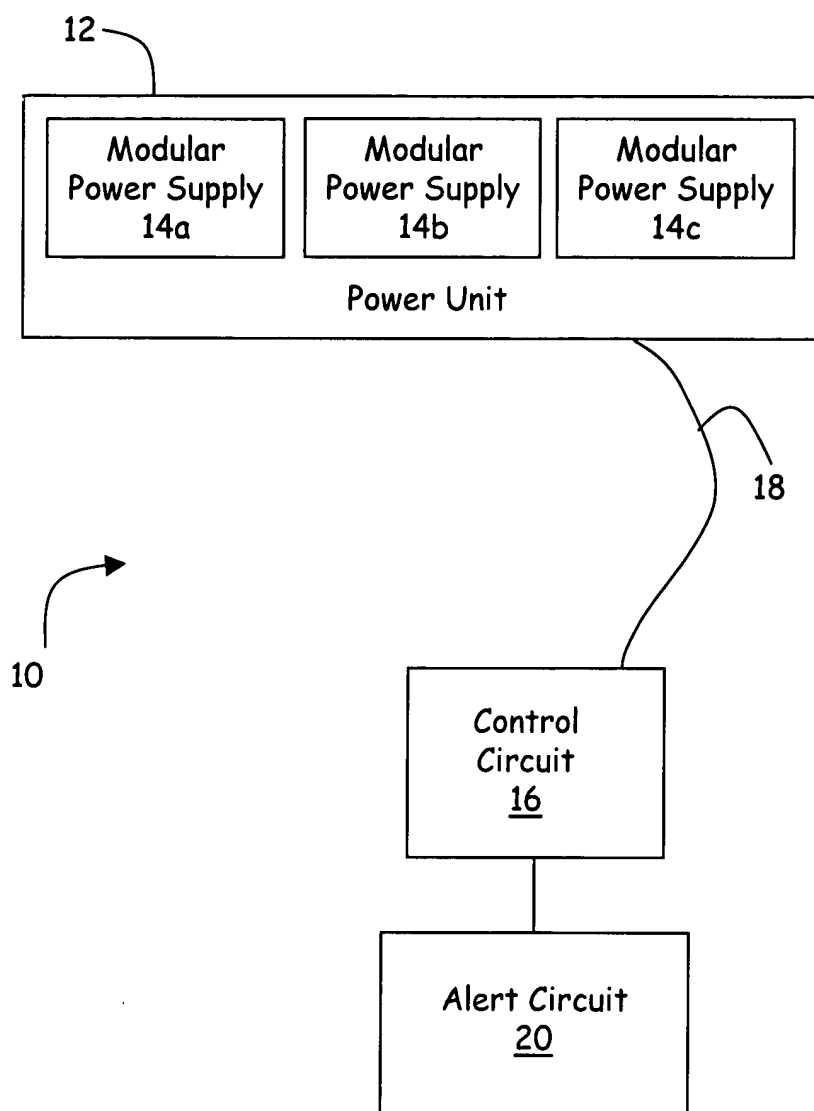 12
Modular
Power Supply
14a
Modular
Power Supply
14b
Modular
Power Supply
14c
Power Unit
18
10
Control
Circuit
16
Alert Circuit
20